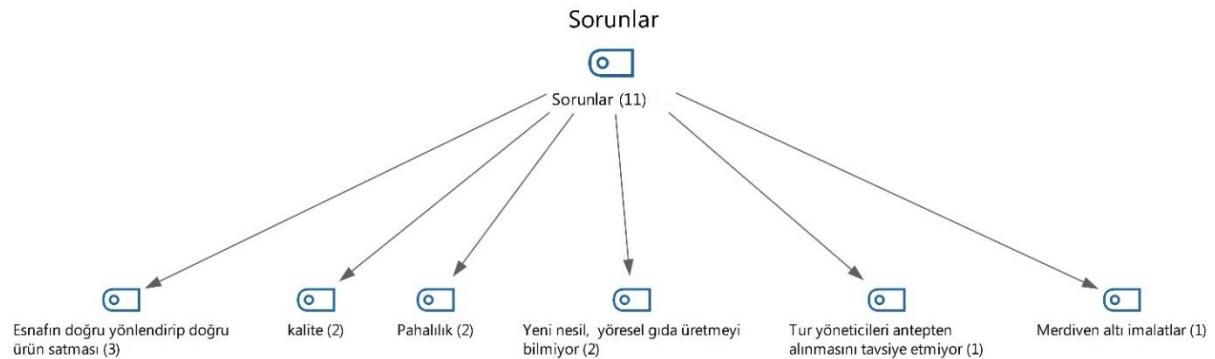 Sorunlar
Sorunlar (11)
Esnafın doğru yönlendirip doğru
ürün satması (3)
kalite (2)
Pahalılık (2)
Yeni nesil, yöresel gıda üretmeyi
bilmiyor (2)
Tur yöneticileri antepten
alınmasını tavsiye etmiyor (1)
Merdiven altı imalatlar (1)